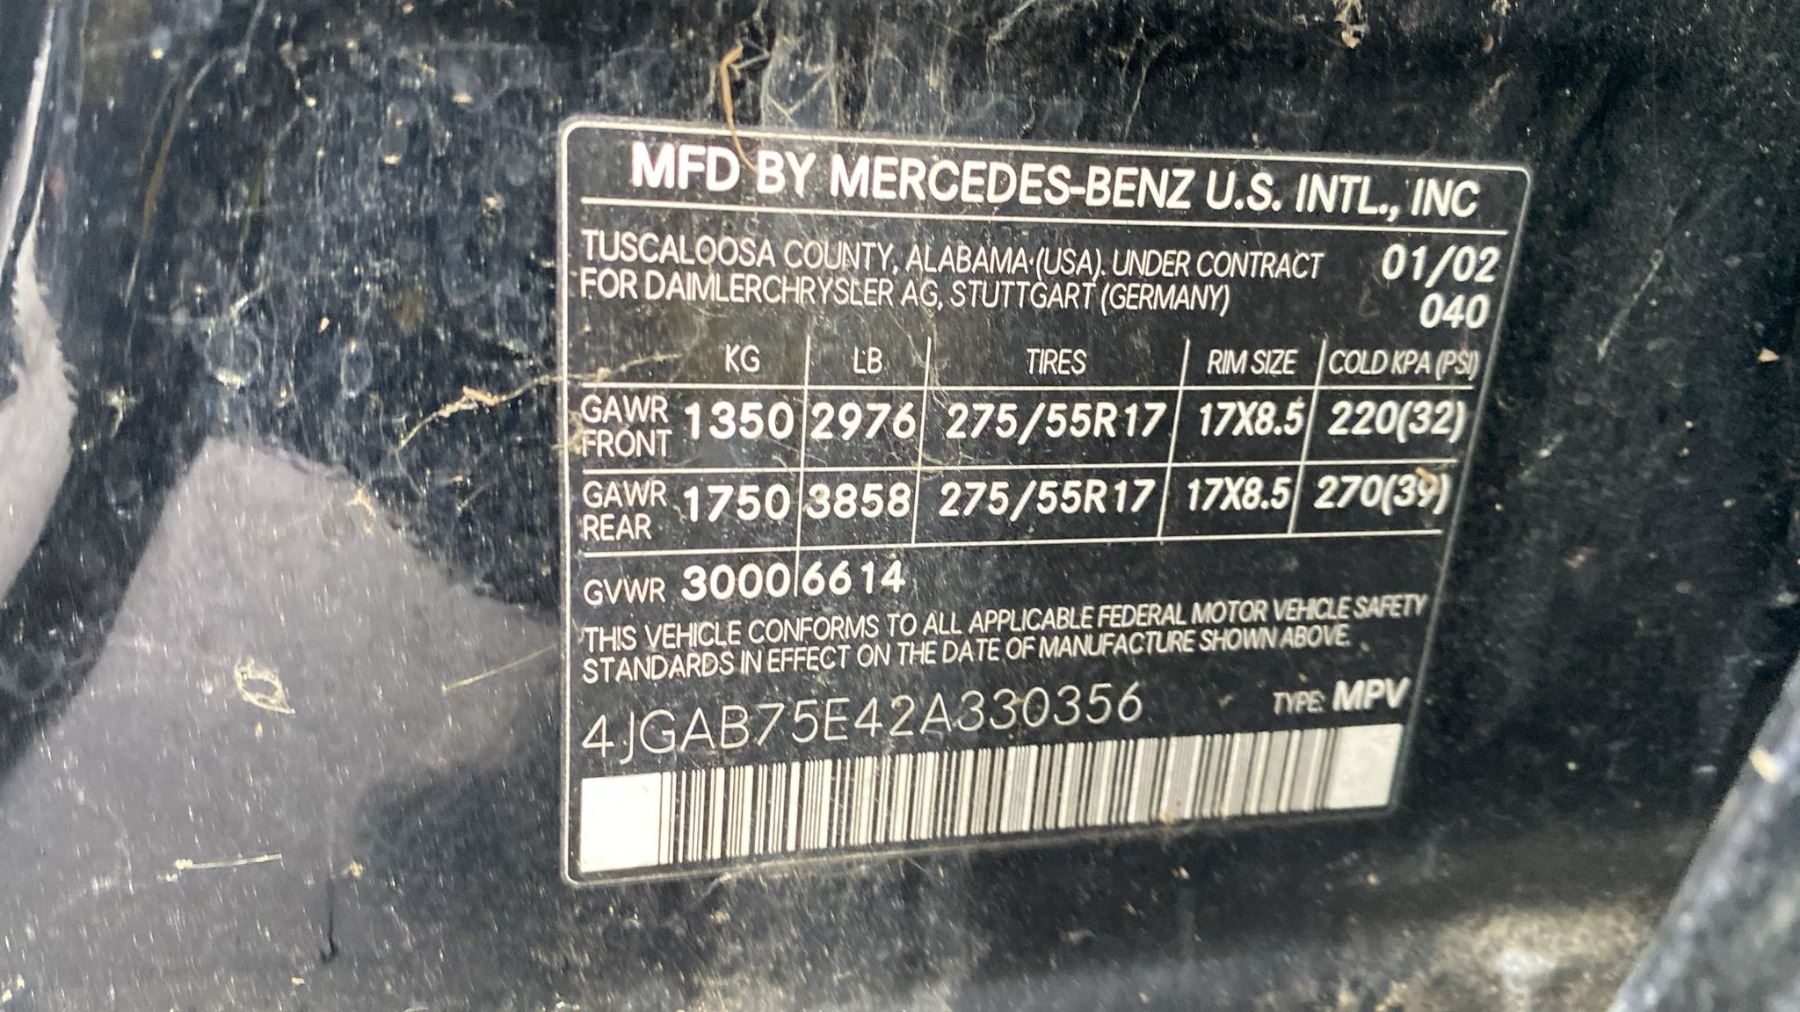 MFD BY MERCEDES-BENZ U.S. INTL., INC
TUSCALOOSA COUNTY, ALABAMA (USA). UNDER CONTRACT 01/02
FOR DAIMLERCHRYSLER AG, STUTTGART (GERMANY) 040
KG LB TIRES RIM SIZE COLD KPA (PSI)
GAWR FRONT 1350 2976 275/55R17 17X8.5 220(32)
GAWR REAR 1750 3858 275/55R17 17X8.5 270(39)
GVWR 3000 6614
THIS VEHICLE CONFORMS TO ALL APPLICABLE FEDERAL MOTOR VEHICLE SAFETY
STANDARDS IN EFFECT ON THE DATE OF MANUFACTURE SHOWN ABOVE.
4JGAB75E42A330356 TYPE: MPV